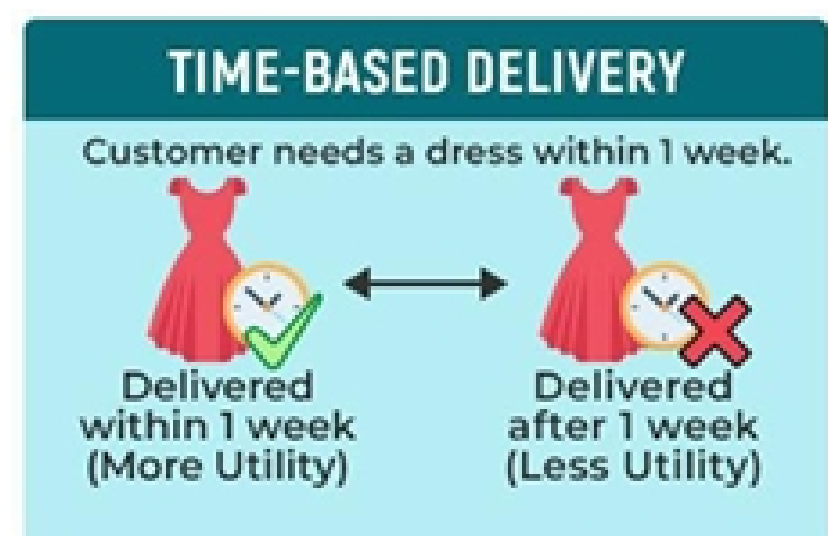 TIME-BASED DELIVERY
Customer needs a dress within 1 week.
Delivered
within 1 week
(More Utility)
Delivered
after 1 week
(Less Utility)